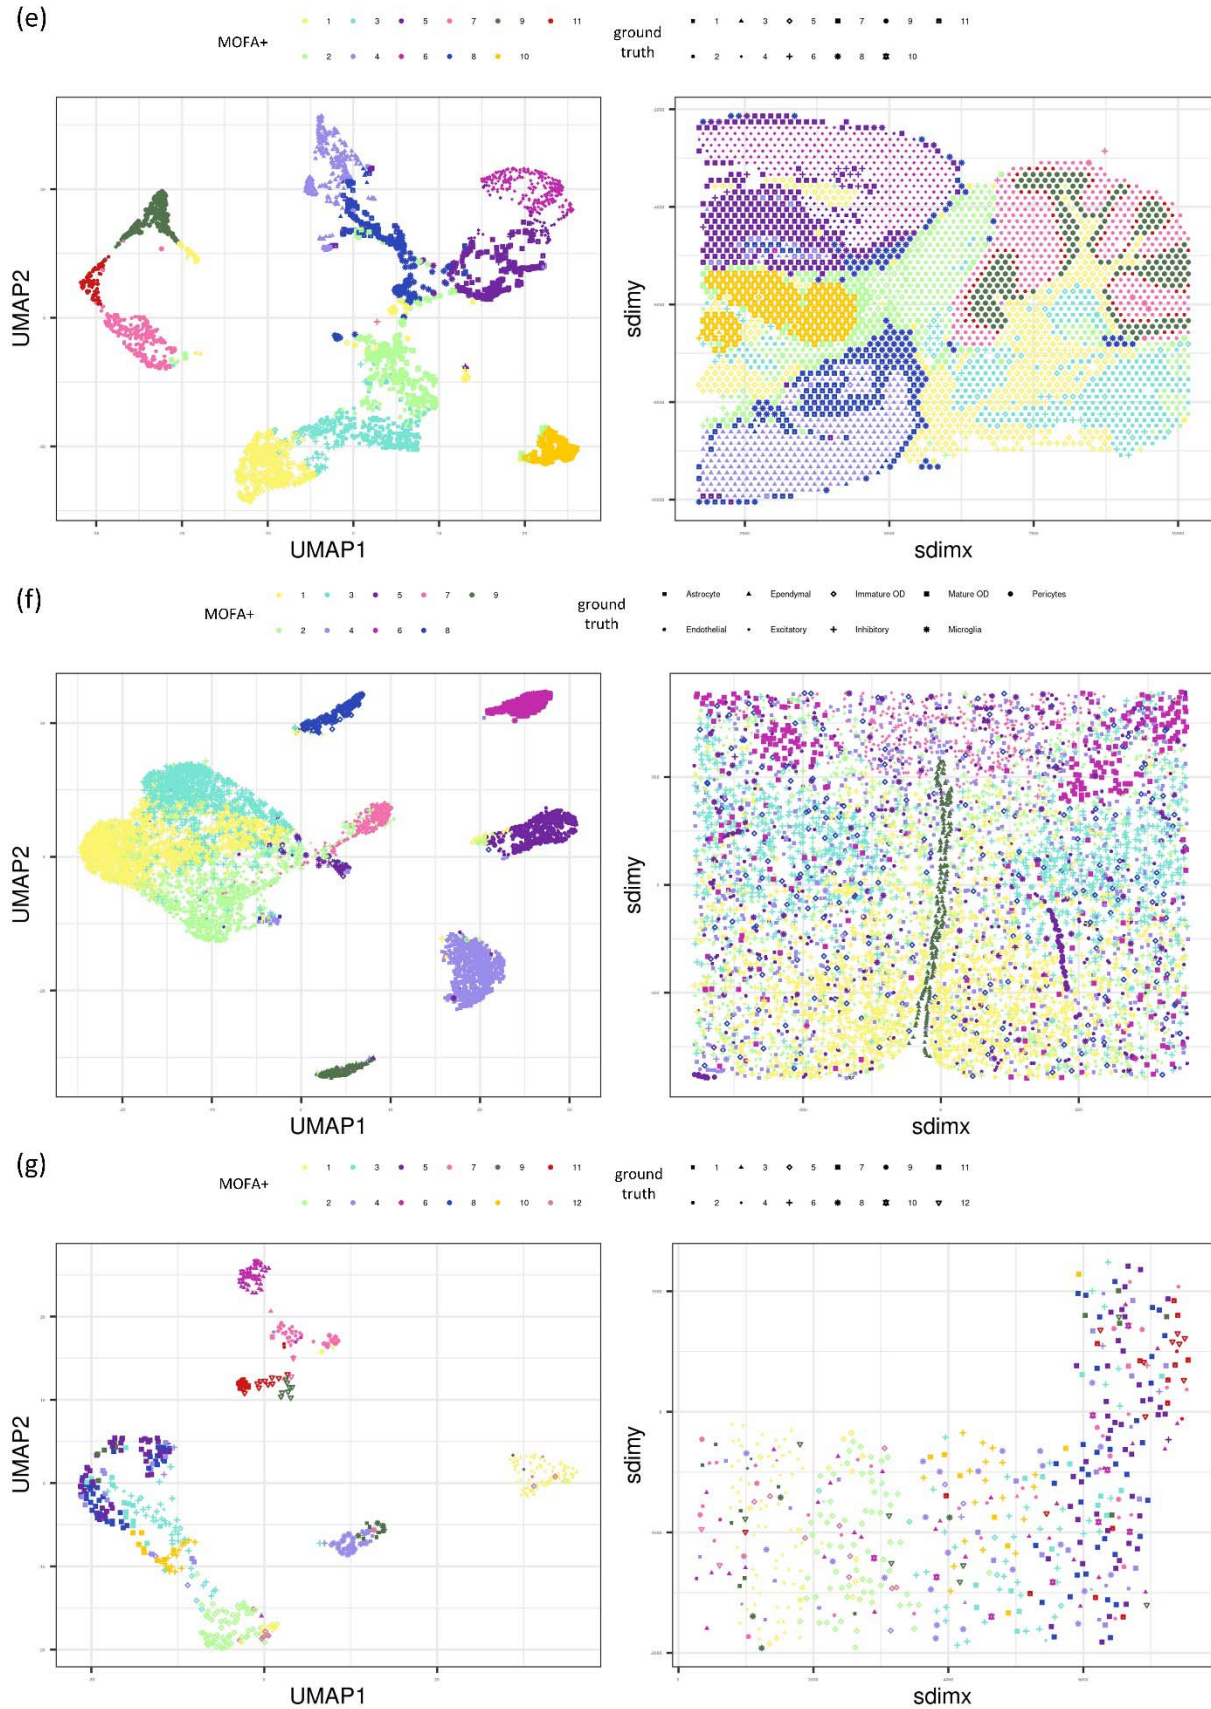 (e)
MOFA+
1 3 5 7 9 11
2 4 6 8 10
ground truth
1 3 5 7 9 11
2 4 6 8 10
UMAP2
UMAP1
sdimy
sdimx
(f)
MOFA+
1 3 5 7 9
2 4 6 8
ground truth
Astrocyte Ependymal Immature OD Mature OD Pericytes
Endothelial Excitatory Inhibitory Microglia
UMAP2
UMAP1
sdimy
sdimx
(g)
MOFA+
1 3 5 7 9 11
2 4 6 8 10 12
ground truth
1 3 5 7 9 11
2 4 6 8 10 12
UMAP2
UMAP1
sdimy
sdimx